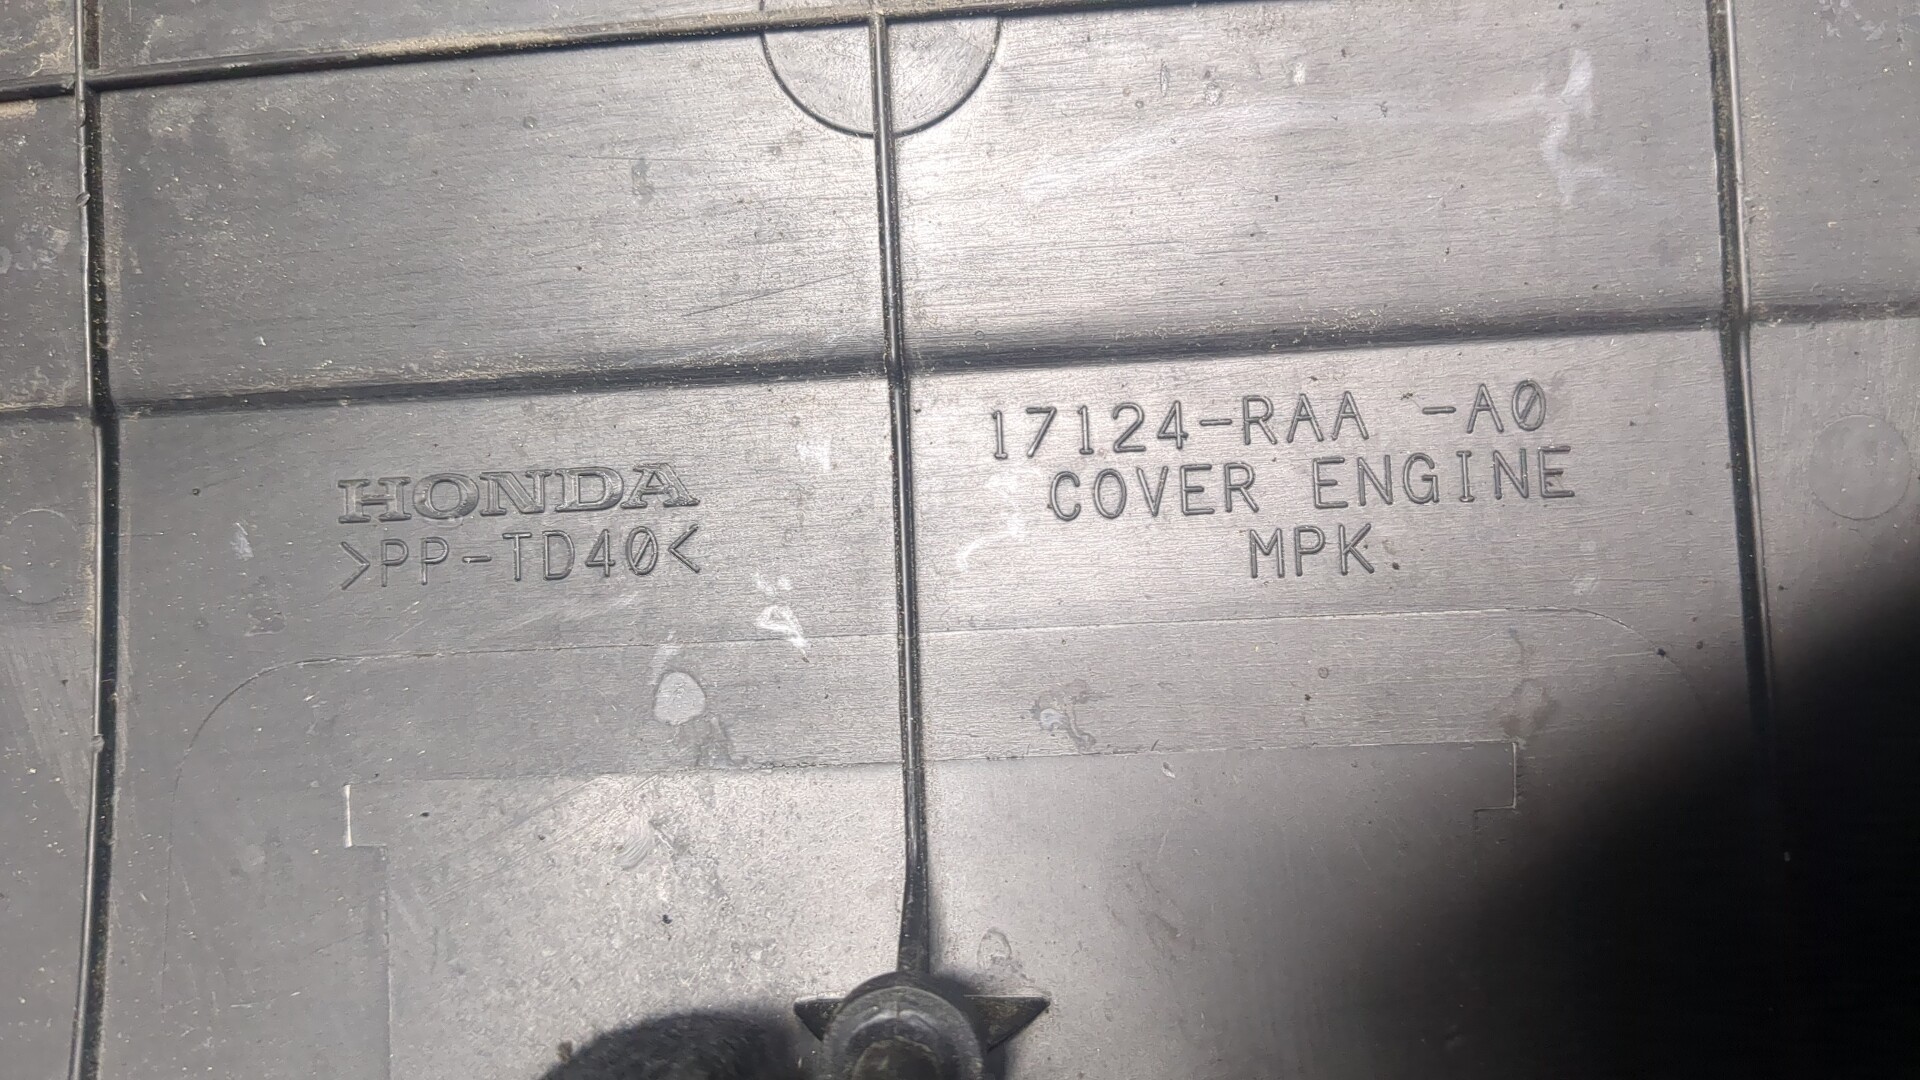 HONDA
>PP-TD40<
17124-RAA -A0
COVER ENGINE
MPK.